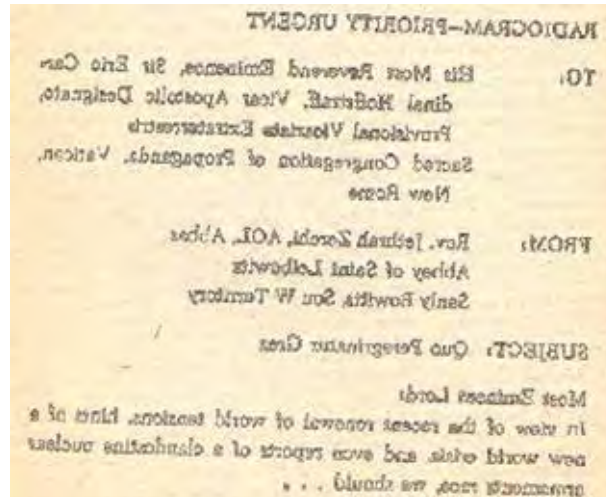 RADIOGRAM—PRIORITY URGENT
TO: His Most Reverend Eminence, Sir Eric Car-
dinal Hoffstraff, Vicar Apostolic Designate,
Provisional Vicariate Extraterrestris
Sacred Congregation of Propaganda, Vatican,
New Rome
FROM: Rev. Jethrah Zerchi, AOL, Abbas
Abbey of Saint Leibowitz
Sanly Bowitts, Sou W Territory
SUBJECT: Quo Peregrinatur Grex
Most Eminent Lord:
in view of the recent renewal of world tensions, hints of a
new world crisis, and even reports of a clandestine nuclear
armaments race, we should . . .